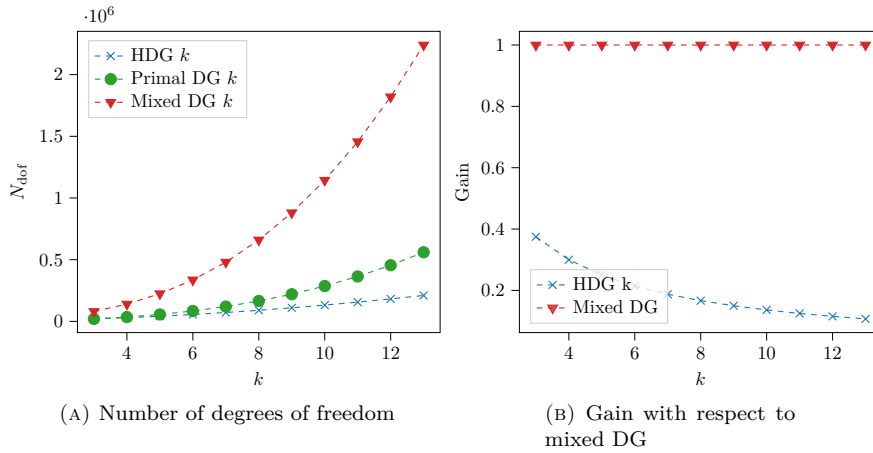 ·10⁶
2
1.5
1
0.5
0
N_dof
HDG k
Primal DG k
Mixed DG k
4 6 8 10 12
k
(A) Number of degrees of freedom
1
0.8
0.6
0.4
0.2
Gain
HDG k
Mixed DG
4 6 8 10 12
k
(B) Gain with respect to
mixed DG